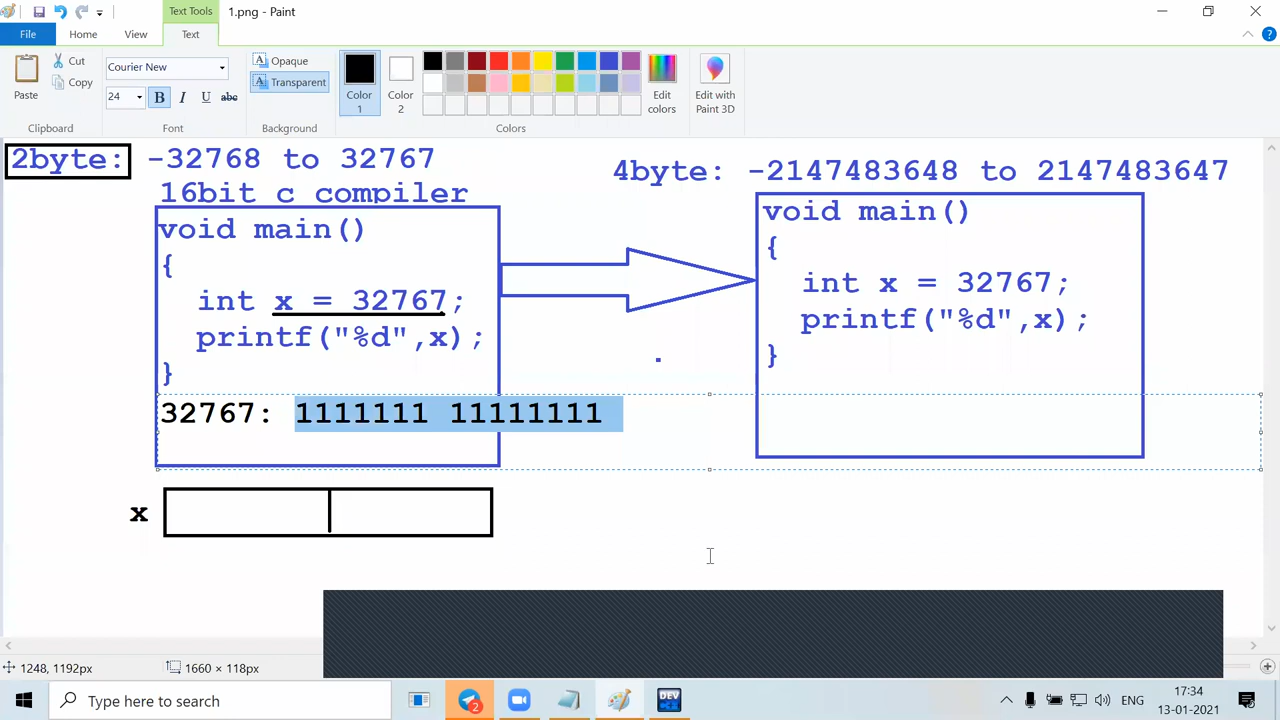 Text Tools
1.png - Paint
File
Home
View
Text
Paste
Cut
Copy
Clipboard
Courier New
24
B I U abc
Font
A Opaque
A Transparent
Background
Color 1
Color 2
Edit colors
Edit with Paint 3D
Colors
2byte: -32768 to 32767
16bit c compiler
void main()
{
int x = 32767;
printf("%d",x);
}
32767: 1111111 11111111
x
4byte: -2147483648 to 2147483647
void main()
{
int x = 32767;
printf("%d",x);
}
1248, 1192px
1660 × 118px
Type here to search
2
DEV
ENG
17:34
13-01-2021